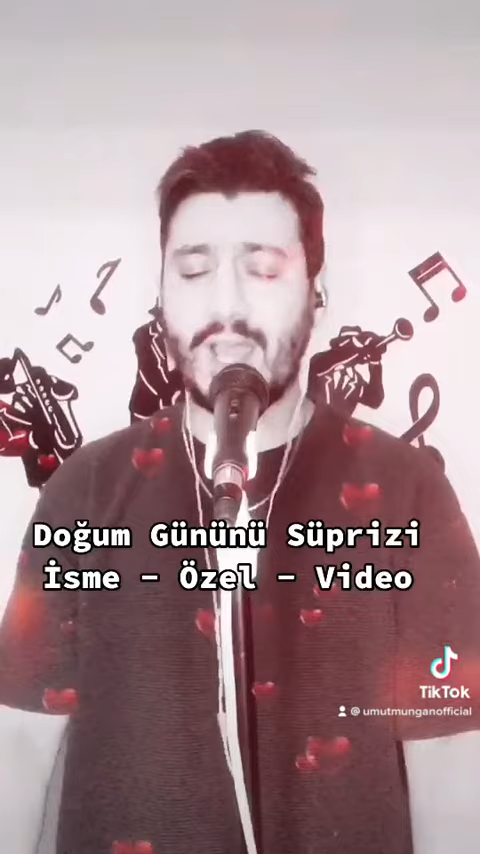 Doğum Gününü Süprizi
İsme - Özel - Video
TikTok
@ umutmunganofficial